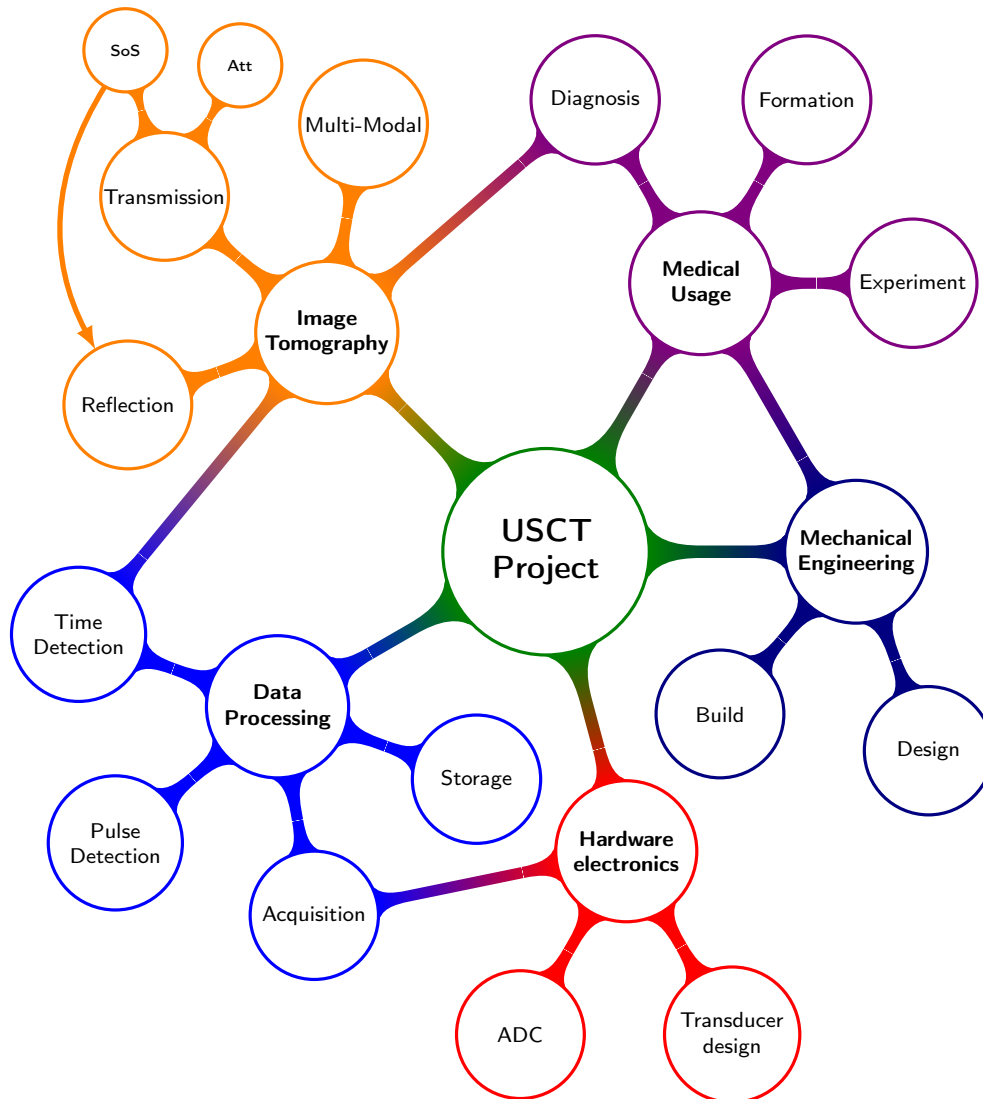 SoS
Att
Diagnosis
Formation
Multi-Modal
Transmission
Medical
Usage
Experiment
Image
Tomography
Reflection
USCT
Project
Mechanical
Engineering
Time
Detection
Data
Processing
Build
Design
Storage
Pulse
Detection
Hardware
electronics
Acquisition
ADC
Transducer
design